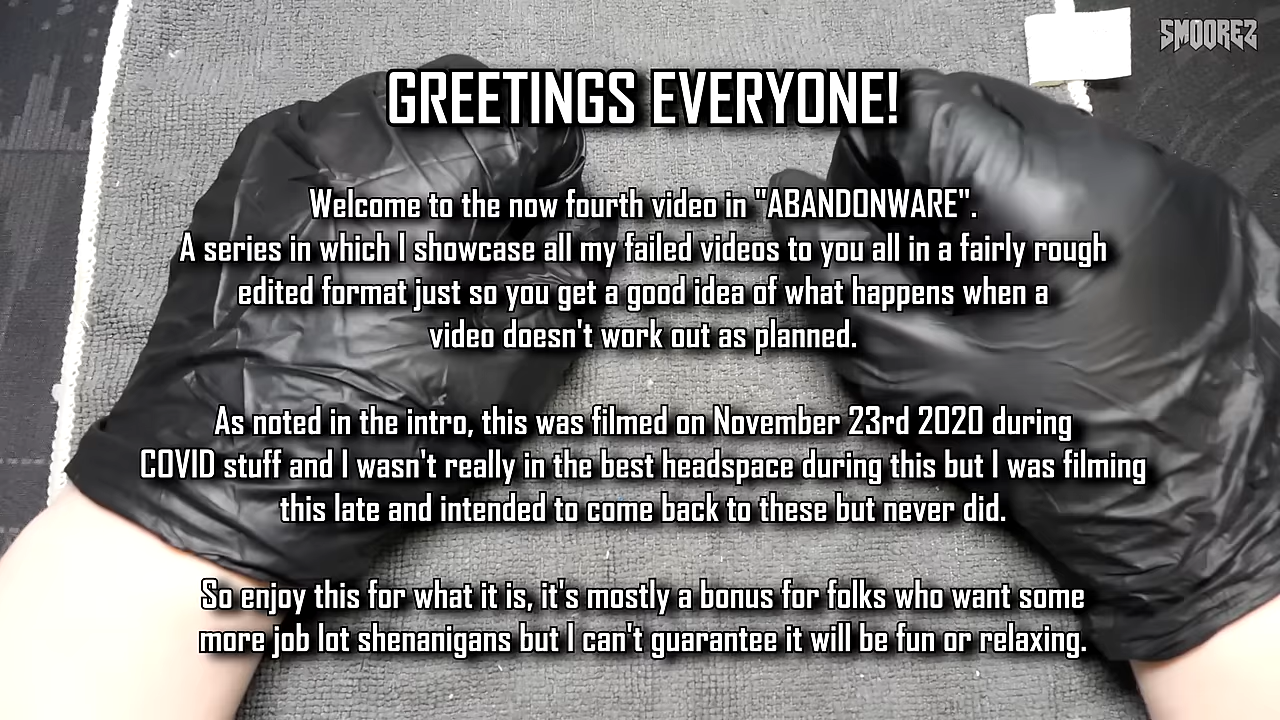 SMOOREZ
GREETINGS EVERYONE!
Welcome to the now fourth video in "ABANDONWARE".
A series in which I showcase all my failed videos to you all in a fairly rough
edited format just so you get a good idea of what happens when a
video doesn't work out as planned.
As noted in the intro, this was filmed on November 23rd 2020 during
COVID stuff and I wasn't really in the best headspace during this but I was filming
this late and intended to come back to these but never did.
So enjoy this for what it is, it's mostly a bonus for folks who want some
more job lot shenanigans but I can't guarantee it will be fun or relaxing.